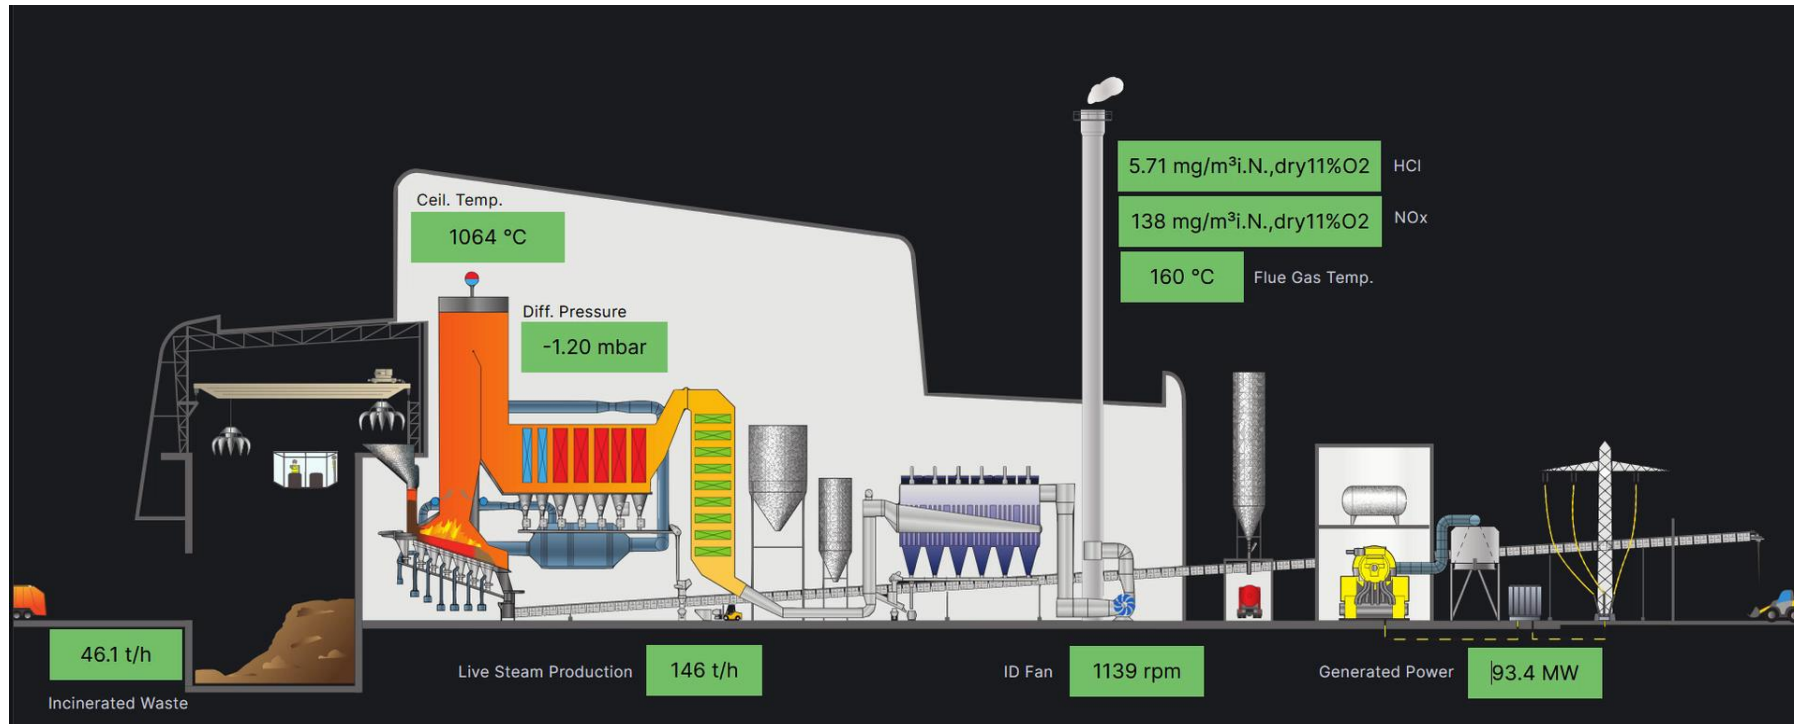 5.71 mg/m³i.N.,dry11%O2
HCl
138 mg/m³i.N.,dry11%O2
NOx
160 °C
Flue Gas Temp.
Ceil. Temp.
1064 °C
Diff. Pressure
-1.20 mbar
46.1 t/h
Incinerated Waste
Live Steam Production
146 t/h
ID Fan
1139 rpm
Generated Power
93.4 MW